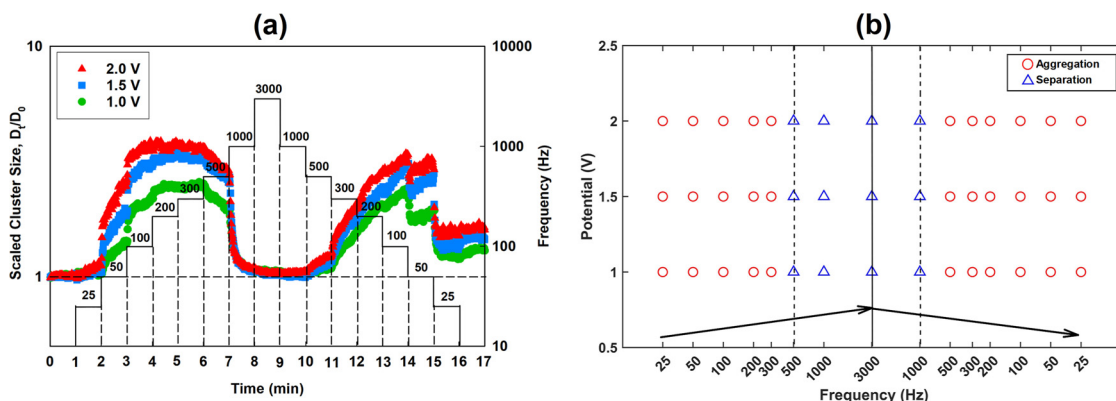 (a)
10
10000
2.0 V
1.5 V
1.0 V
3000
1000
1000
1000
500
500
300
300
200
200
100
100
100
50
50
25
25
1
10
Scaled Cluster Size, Dt/D0
Frequency (Hz)
0 1 2 3 4 5 6 7 8 9 10 11 12 13 14 15 16 17
Time (min)
(b)
2.5
Aggregation
Separation
2
1.5
1
0.5
Potential (V)
25 50 100 200 300 500 1000 3000 1000 500 300 200 100 50 25
Frequency (Hz)